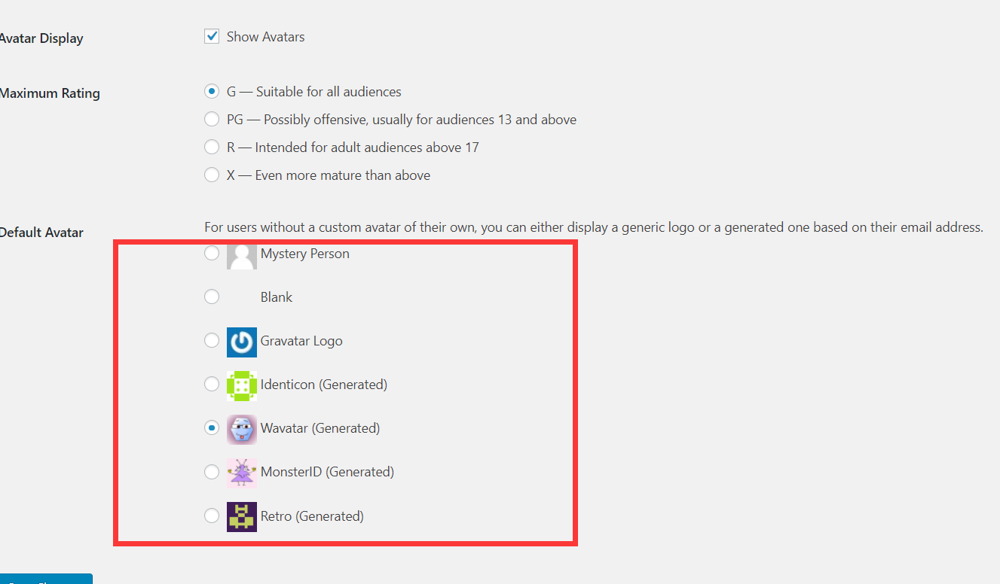 Avatar Display
Show Avatars
Maximum Rating
G — Suitable for all audiences
PG — Possibly offensive, usually for audiences 13 and above
R — Intended for adult audiences above 17
X — Even more mature than above
Default Avatar
For users without a custom avatar of their own, you can either display a generic logo or a generated one based on their email address.
Mystery Person
Blank
Gravatar Logo
Identicon (Generated)
Wavatar (Generated)
MonsterID (Generated)
Retro (Generated)